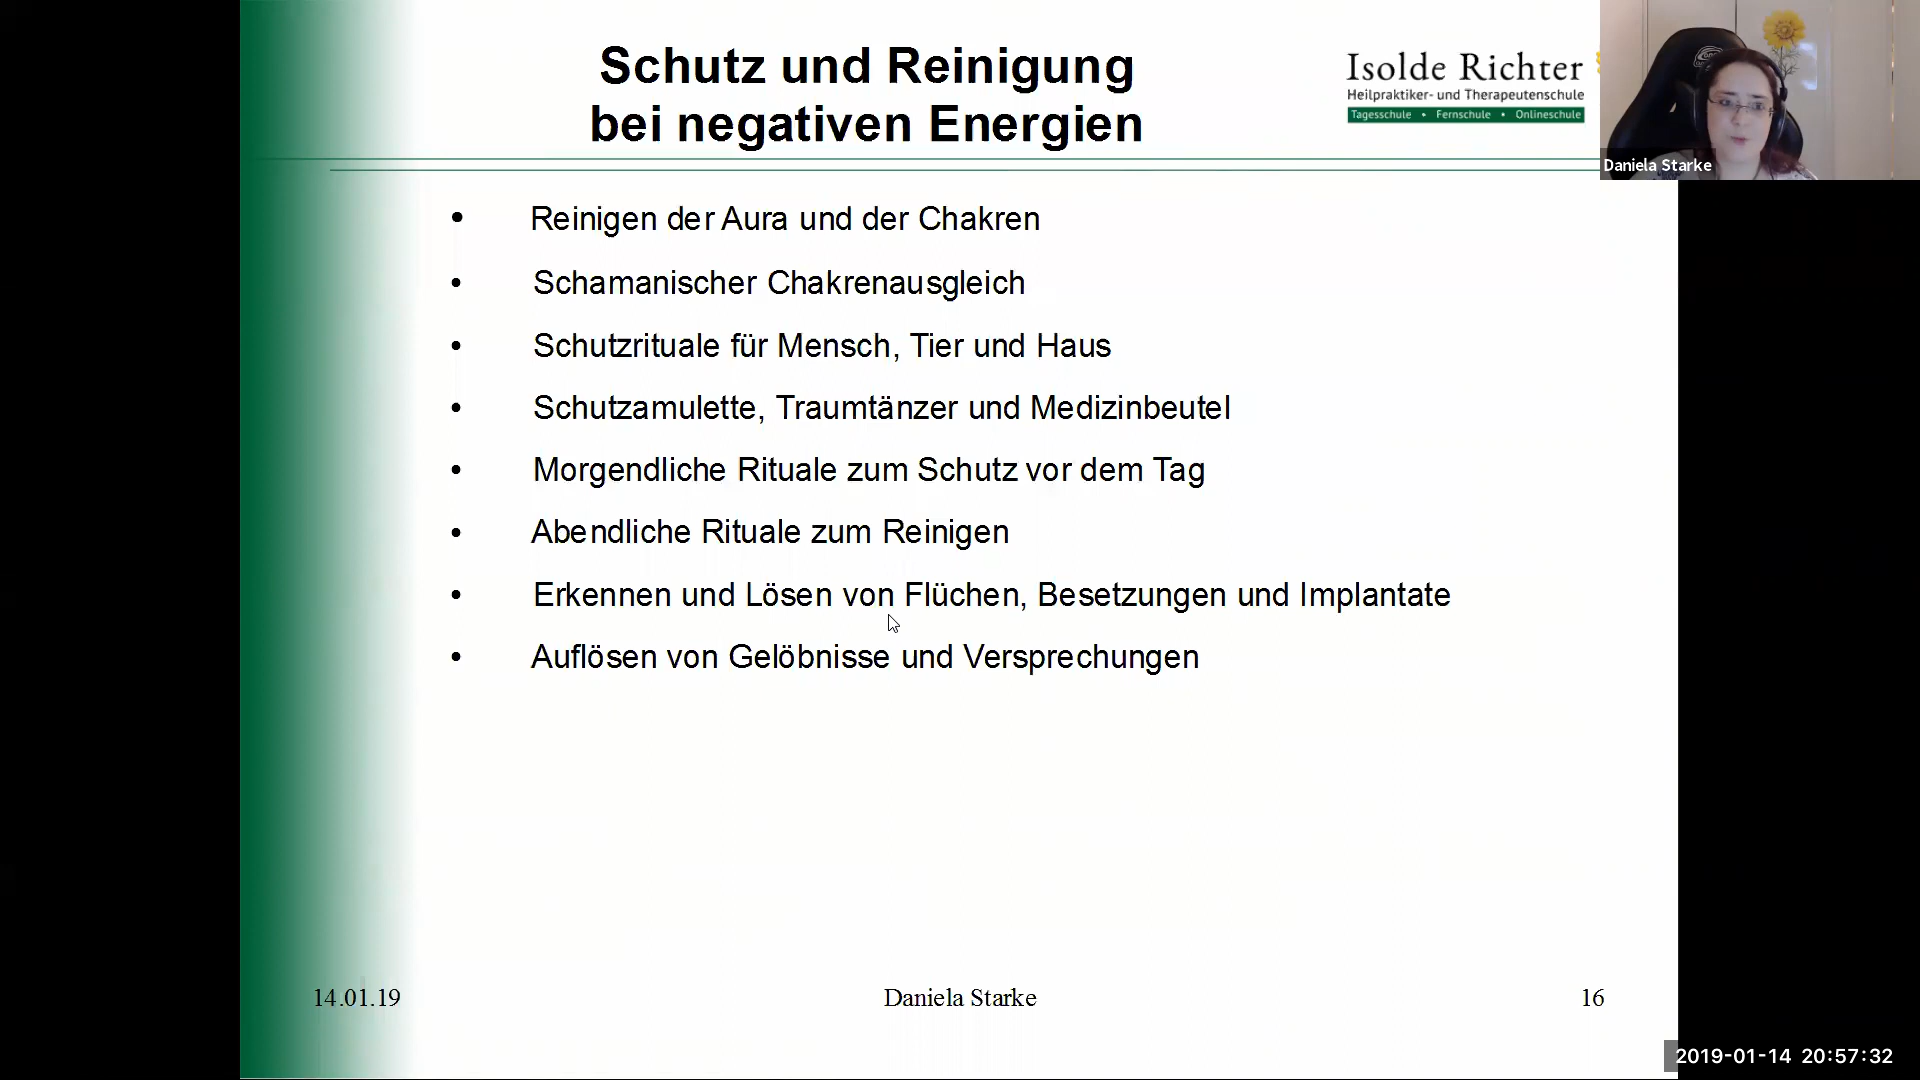 Schutz und Reinigung
bei negativen Energien
Isolde Richter
Heilpraktiker- und Therapeutenschule
Tagesschule • Fernschule • Onlineschule
Daniela Starke
• Reinigen der Aura und der Chakren
• Schamanischer Chakrenausgleich
• Schutzrituale für Mensch, Tier und Haus
• Schutzamulette, Traumtänzer und Medizinbeutel
• Morgendliche Rituale zum Schutz vor dem Tag
• Abendliche Rituale zum Reinigen
• Erkennen und Lösen von Flüchen, Besetzungen und Implantate
• Auflösen von Gelöbnisse und Versprechungen
14.01.19
Daniela Starke
16
2019-01-14 20:57:32